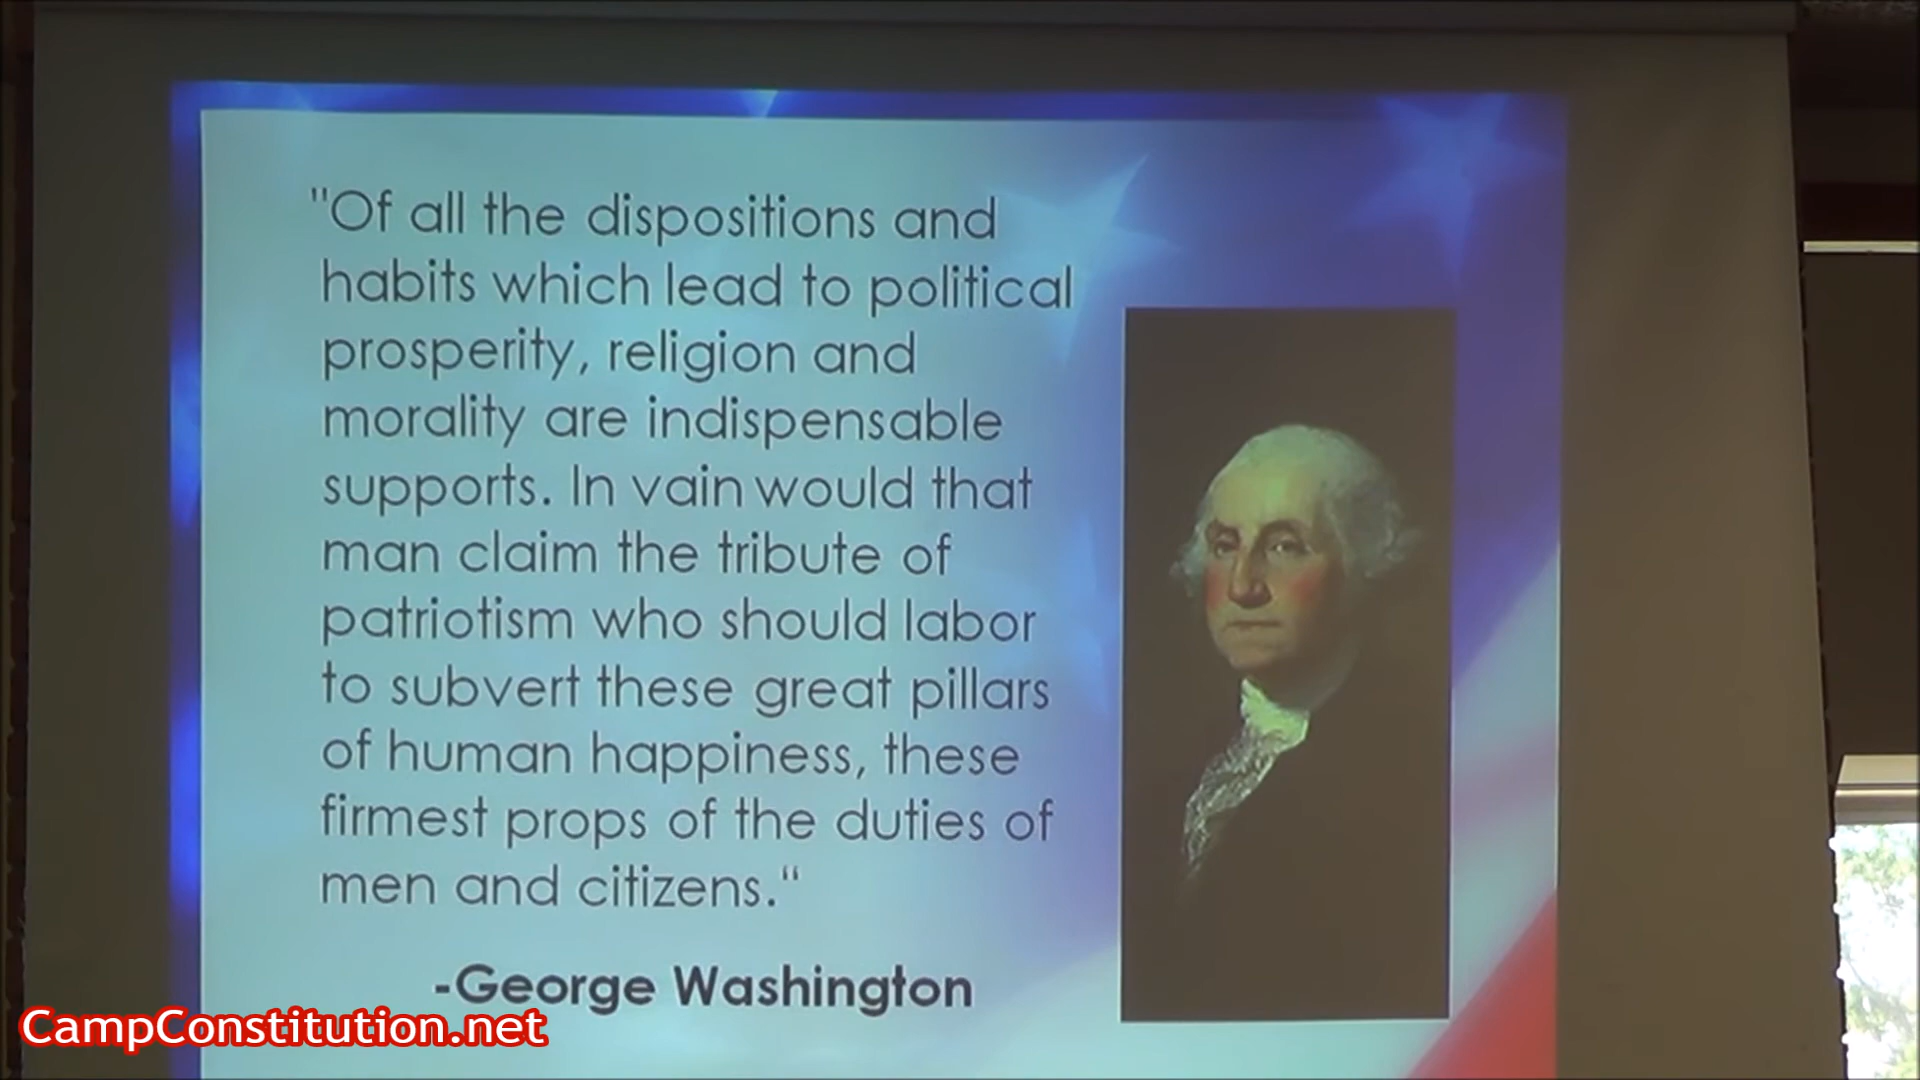 "Of all the dispositions and
habits which lead to political
prosperity, religion and
morality are indispensable
supports. In vain would that
man claim the tribute of
patriotism who should labor
to subvert these great pillars
of human happiness, these
firmest props of the duties of
men and citizens.“
-George Washington
CampConstitution.net